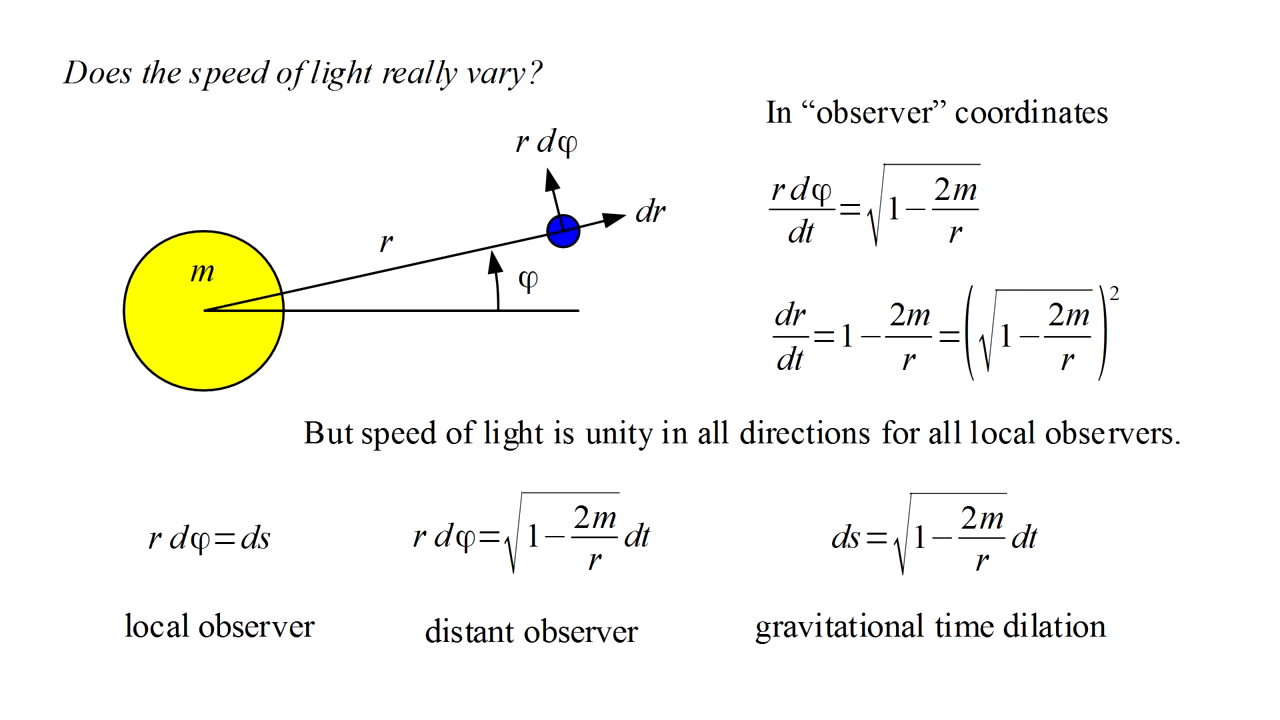 Does the speed of light really vary?
In “observer” coordinates
r dφ
dr
r
m
φ
r dφ/dt = √(1 − 2m/r)
dr/dt = 1 − 2m/r = (√(1 − 2m/r))²
But speed of light is unity in all directions for all local observers.
r dφ = ds
r dφ = √(1 − 2m/r) dt
ds = √(1 − 2m/r) dt
local observer
distant observer
gravitational time dilation